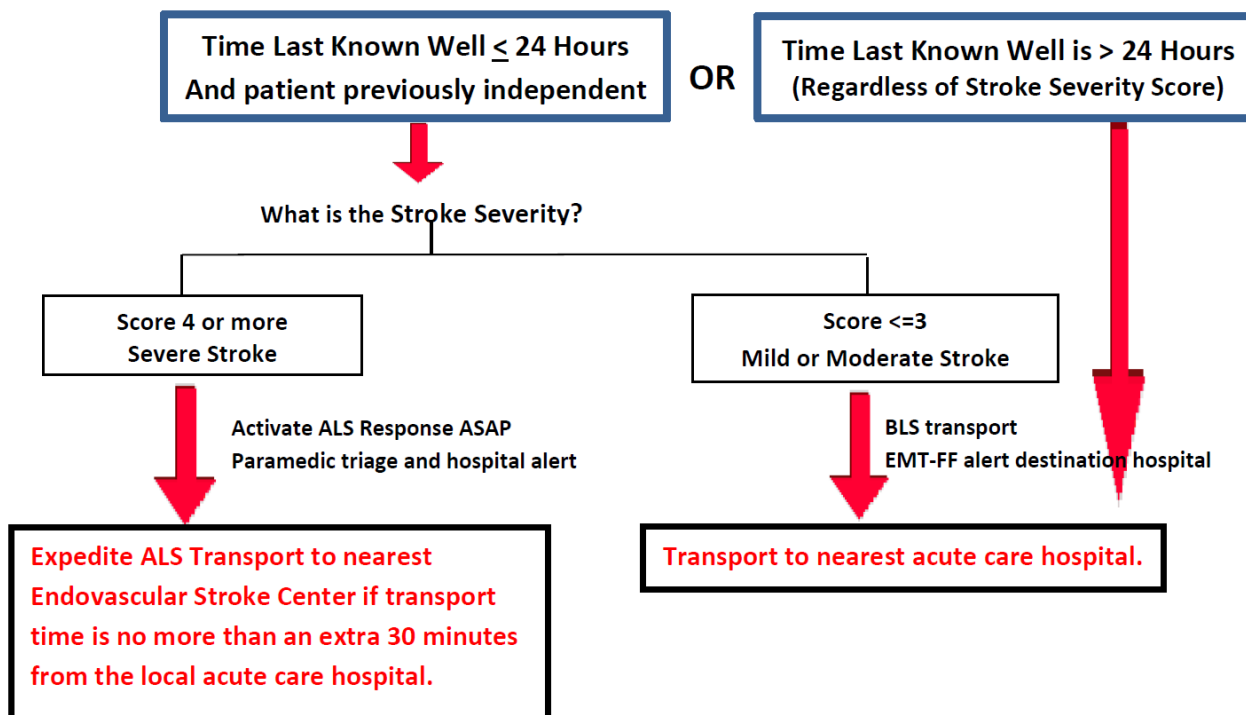 Time Last Known Well ≤ 24 Hours
And patient previously independent
OR
Time Last Known Well is > 24 Hours
(Regardless of Stroke Severity Score)
What is the Stroke Severity?
Score 4 or more
Severe Stroke
Score <=3
Mild or Moderate Stroke
Activate ALS Response ASAP
Paramedic triage and hospital alert
BLS transport
EMT-FF alert destination hospital
Expedite ALS Transport to nearest
Endovascular Stroke Center if transport
time is no more than an extra 30 minutes
from the local acute care hospital.
Transport to nearest acute care hospital.